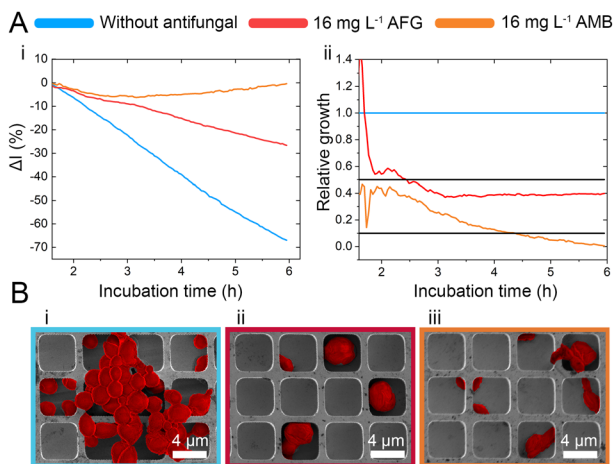 A
Without antifungal
16 mg L⁻¹ AFG
16 mg L⁻¹ AMB
i
10
0
-10
-20
-30
-40
-50
-60
-70
ΔI (%)
2
3
4
5
6
Incubation time (h)
ii
1.4
1.2
1.0
0.8
0.6
0.4
0.2
0.0
Relative growth
2
3
4
5
6
Incubation time (h)
B
i
4 µm
ii
4 µm
iii
4 µm